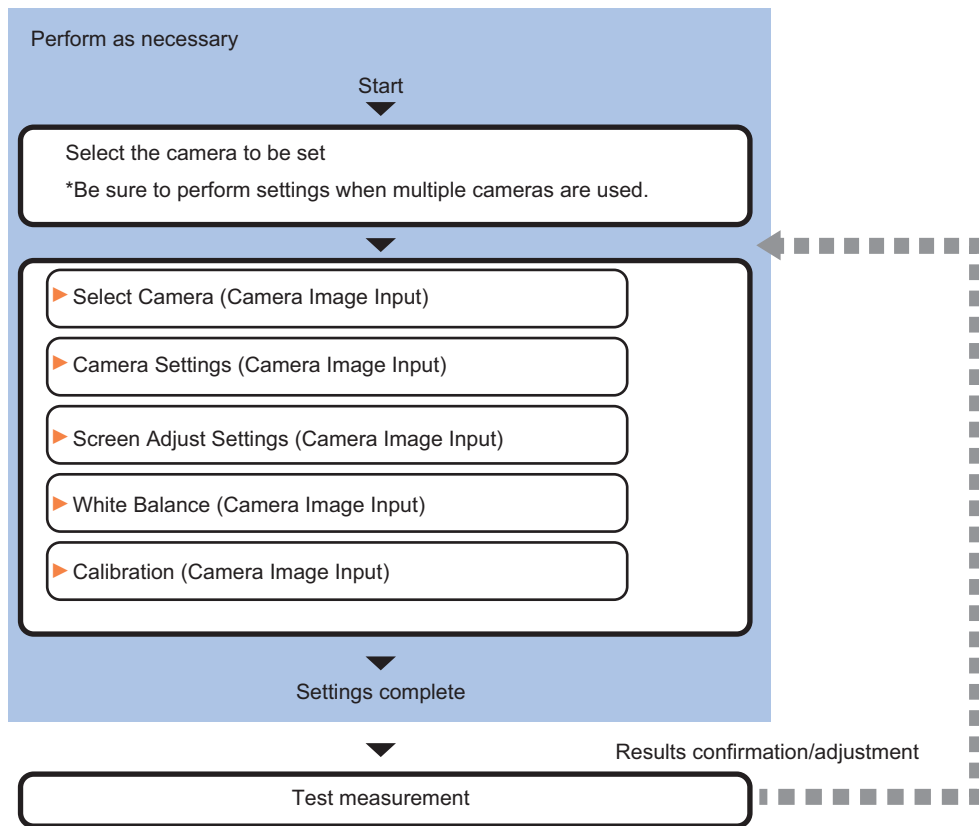 Perform as necessary
Start
Select the camera to be set
*Be sure to perform settings when multiple cameras are used.
Select Camera (Camera Image Input)
Camera Settings (Camera Image Input)
Screen Adjust Settings (Camera Image Input)
White Balance (Camera Image Input)
Calibration (Camera Image Input)
Settings complete
Results confirmation/adjustment
Test measurement